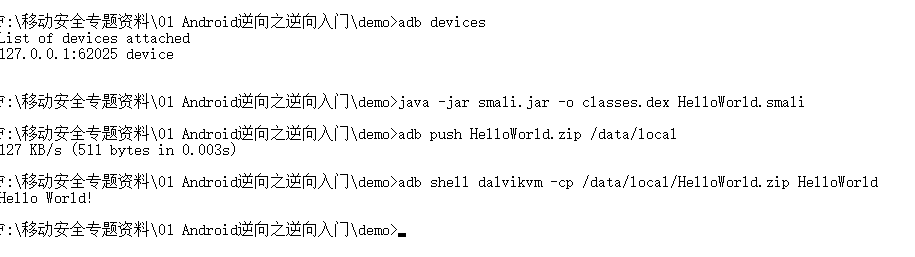 F:\移动安全专题资料\01 Android逆向之逆向入门\demo>adb devices
List of devices attached
127.0.0.1:62025 device
F:\移动安全专题资料\01 Android逆向之逆向入门\demo>java -jar smali.jar -o classes.dex HelloWorld.smali
F:\移动安全专题资料\01 Android逆向之逆向入门\demo>adb push HelloWorld.zip /data/local
127 KB/s (511 bytes in 0.003s)
F:\移动安全专题资料\01 Android逆向之逆向入门\demo>adb shell dalvikvm -cp /data/local/HelloWorld.zip HelloWorld
Hello World!
F:\移动安全专题资料\01 Android逆向之逆向入门\demo>